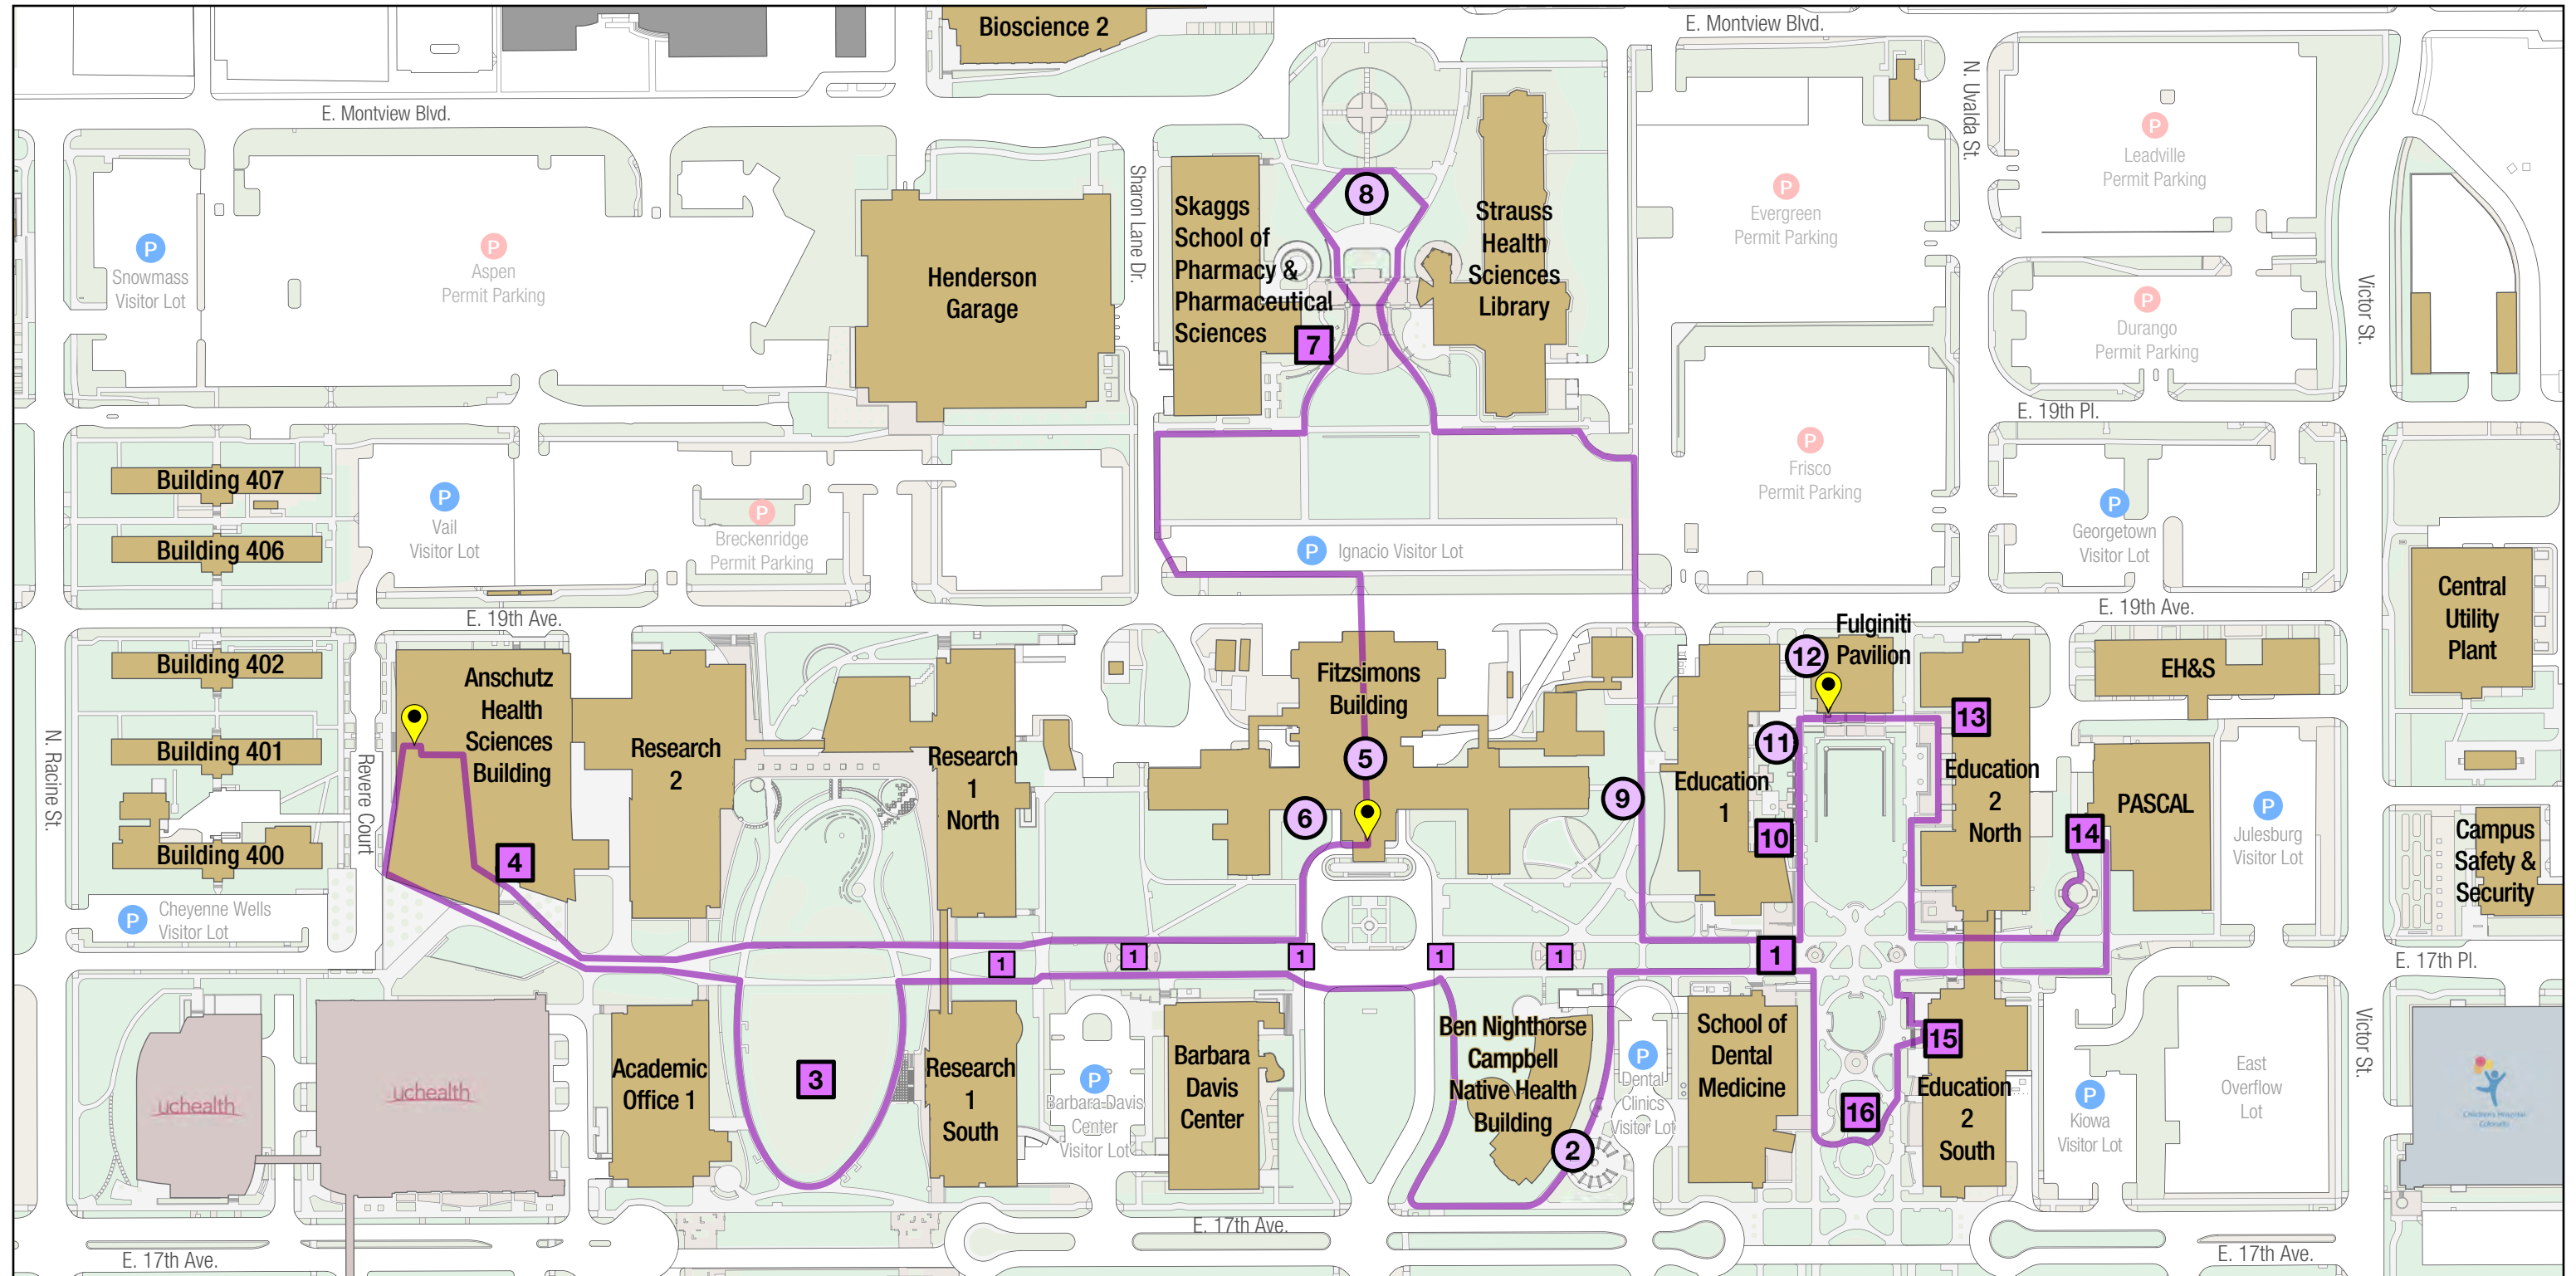 Bioscience 2
E. Montview Blvd.
E. Montview Blvd.
N. Uvalda St.
P
Leadville
Permit Parking
Sharon Lane Dr.
P
Snowmass
Visitor Lot
P
Aspen
Permit Parking
Henderson
Garage
Skaggs
School of
Pharmacy &
Pharmaceutical
Sciences
7
8
Strauss
Health
Sciences
Library
P
Evergreen
Permit Parking
P
Durango
Permit Parking
Victor St.
E. 19th Pl.
Building 407
Building 406
P
Vail
Visitor Lot
P
Breckenridge
Permit Parking
P
Ignacio Visitor Lot
P
Frisco
Permit Parking
P
Georgetown
Visitor Lot
Central
Utility
Plant
E. 19th Ave.
E. 19th Ave.
Building 402
Building 401
Building 400
N. Racine St.
Revere Court
P
Cheyenne Wells
Visitor Lot
Anschutz
Health
Sciences
Building
4
Research
2
Research
1
North
Fitzsimons
Building
5
6
9
Education
1
10
11
12
Fulginiti
Pavilion
13
Education
2
North
EH&S
PASCAL
14
P
Julesburg
Visitor Lot
Campus
Safety &
Security
E. 17th Pl.
1
1
1
1
1
1
uchealth
uchealth
Academic
Office 1
3
Research
1
South
P
Barbara Davis
Center
Visitor Lot
Barbara
Davis
Center
Ben Nighthorse
Campbell
Native Health
Building
2
P
Dental
Clinics
Visitor Lot
School of
Dental
Medicine
16
15
Education
2
South
P
Kiowa
Visitor Lot
East
Overflow
Lot
Victor St.
Children's Hospital
Colorado
E. 17th Ave.
E. 17th Ave.
E. 17th Ave.